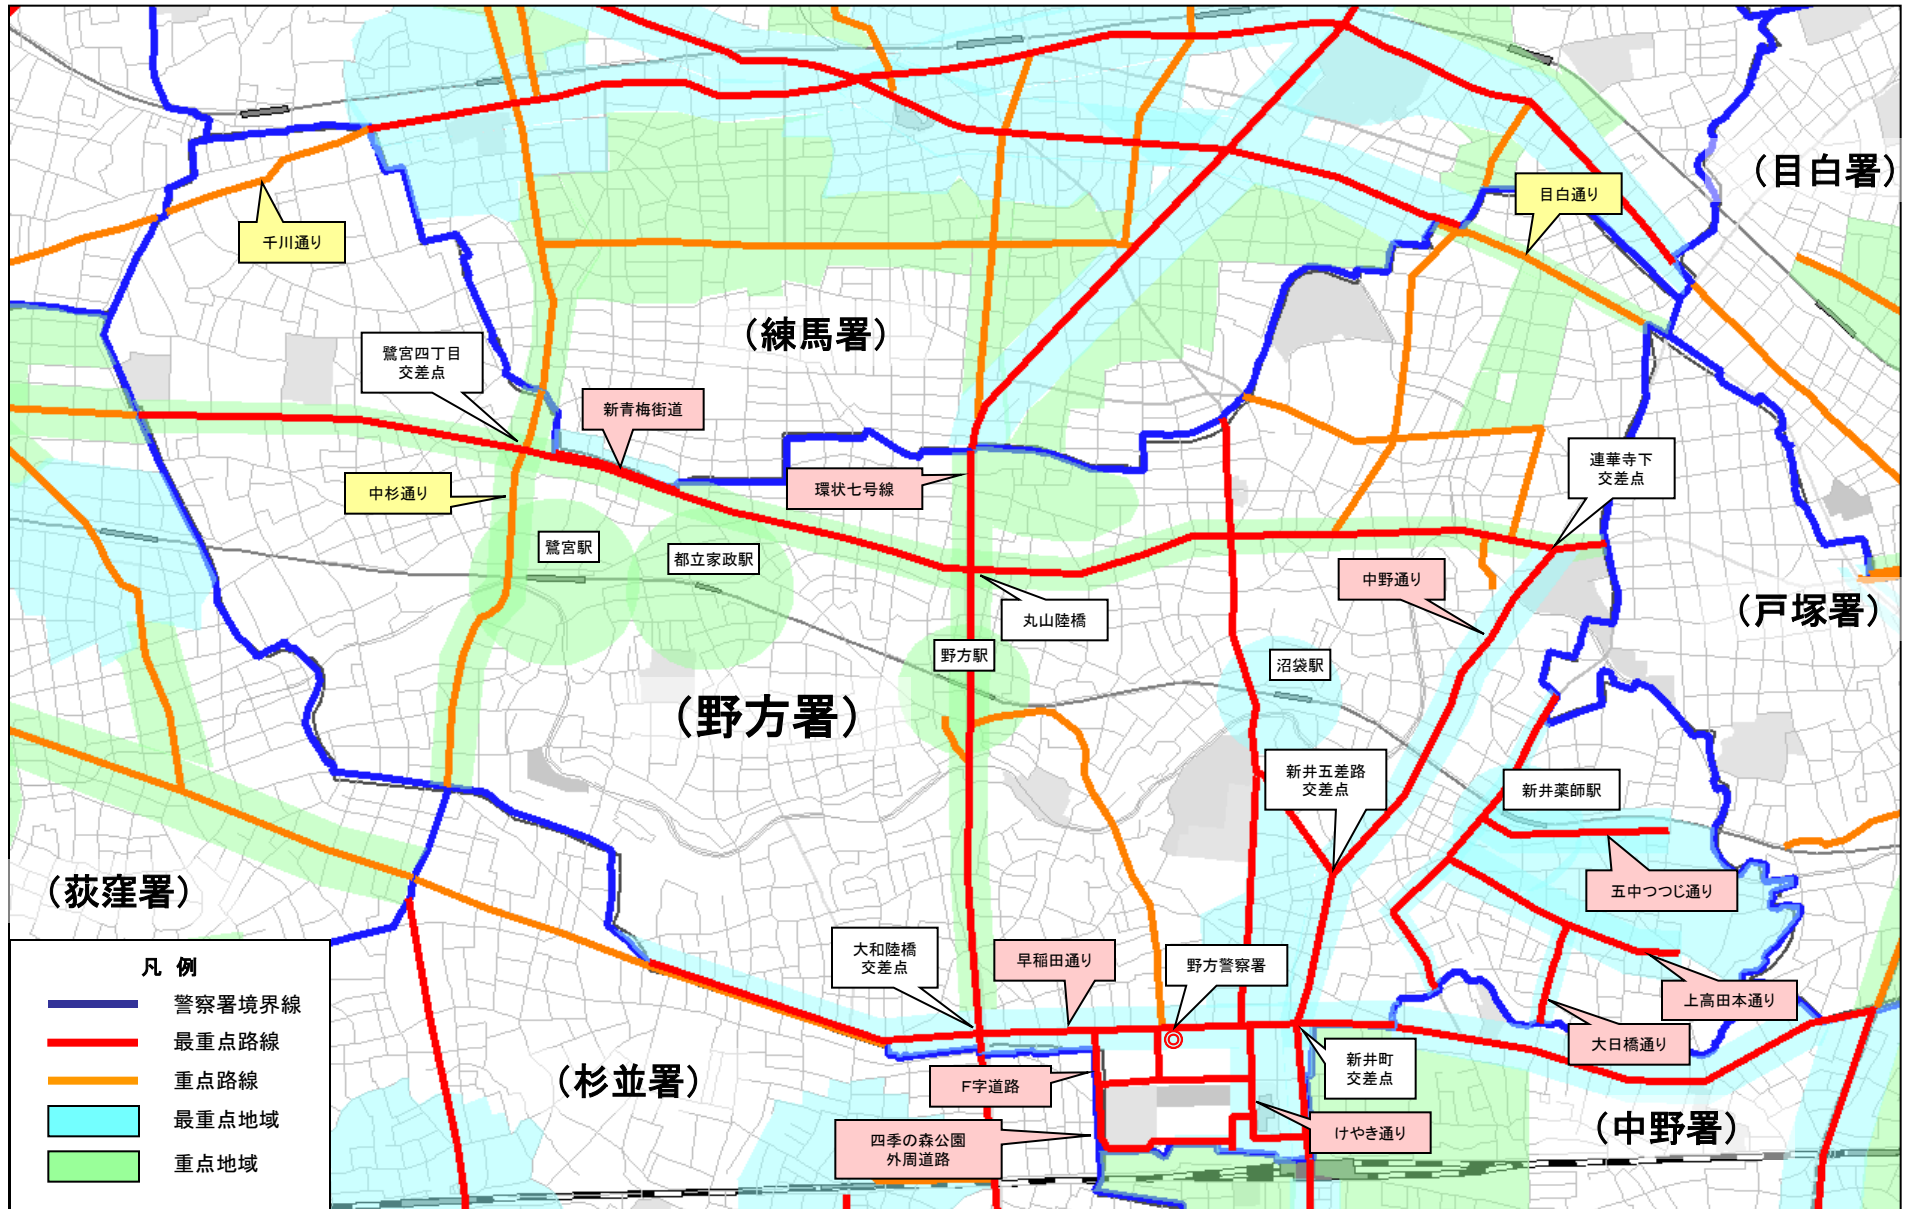 (目白署)
目白通り
千川通り
(練馬署)
鷺宮四丁目
交差点
新青梅街道
連華寺下
交差点
環状七号線
中杉通り
鷺宮駅
都立家政駅
中野通り
丸山陸橋
(戸塚署)
野方駅
沼袋駅
(野方署)
新井五差路
交差点
新井薬師駅
(荻窪署)
五中つつじ通り
大和陸橋
交差点
早稲田通り
野方警察署
上高田本通り
大日橋通り
新井町
交差点
(杉並署)
F字道路
けやき通り
(中野署)
四季の森公園
外周道路
凡 例
警察署境界線
最重点路線
重点路線
最重点地域
重点地域